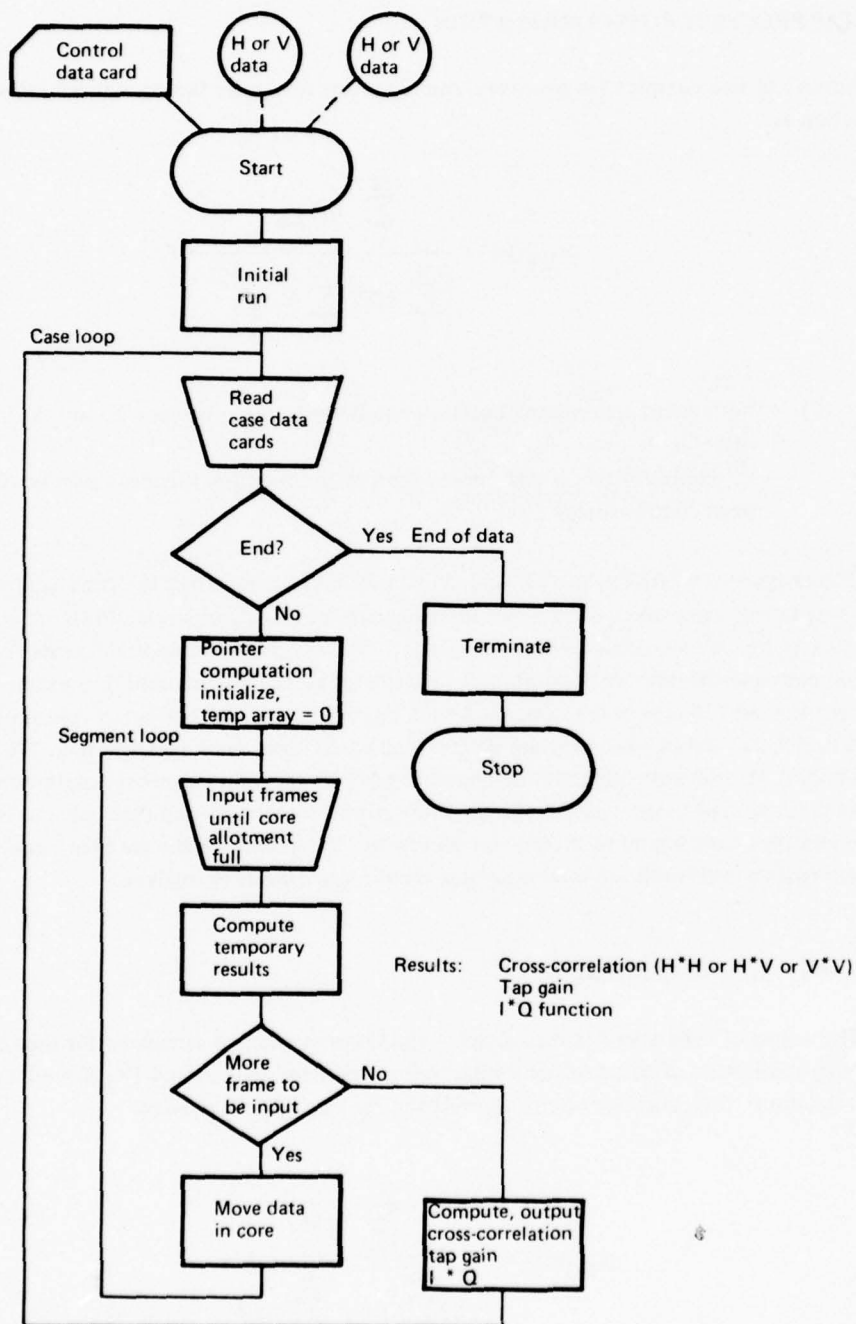 Control
data card
H or V
data
H or V
data
Start
Initial
run
Case loop
Read
case data
cards
End?
Yes End of data
No
Terminate
Pointer
computation
initialize,
temp array = 0
Stop
Segment loop
Input frames
until core
allotment
full
Compute
temporary
results
Results: Cross-correlation (H*H or H*V or V*V)
Tap gain
I*Q function
More
frame to
be input
No
Yes
Move data
in core
Compute, output
cross-correlation
tap gain
I * Q